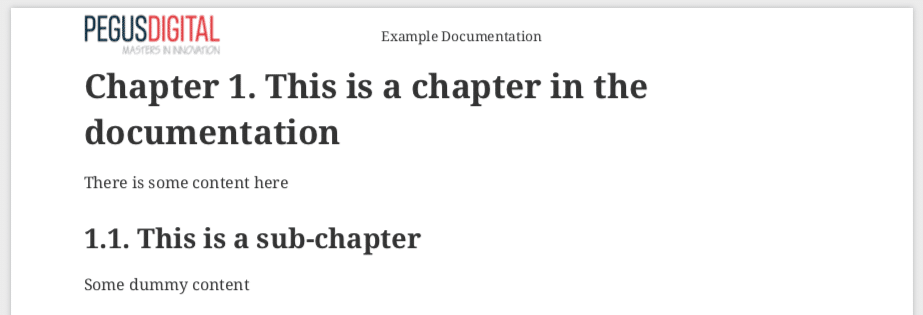 PEGUSDIGITAL
MASTERS IN INNOVATION
Example Documentation
Chapter 1. This is a chapter in the
documentation
There is some content here
1.1. This is a sub-chapter
Some dummy content